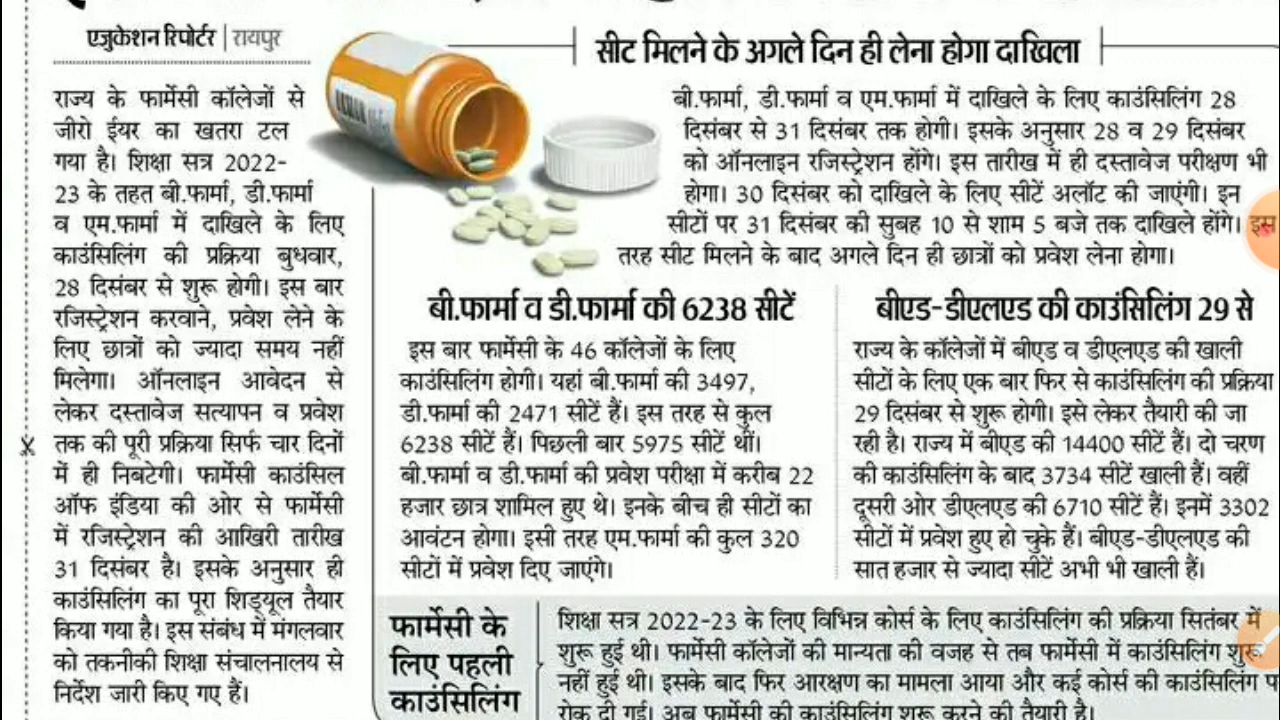 एजुकेशन रिपोर्टर | रायपुर
राज्य के फार्मेसी कॉलेजों से
जीरो ईयर का खतरा टल
गया है। शिक्षा सत्र 2022-
23 के तहत बी.फार्मा, डी.फार्मा
व एम.फार्मा में दाखिले के लिए
काउंसिलिंग की प्रक्रिया बुधवार,
28 दिसंबर से शुरू होगी। इस बार
रजिस्ट्रेशन करवाने, प्रवेश लेने के
लिए छात्रों को ज्यादा समय नहीं
मिलेगा। ऑनलाइन आवेदन से
लेकर दस्तावेज सत्यापन व प्रवेश
तक की पूरी प्रक्रिया सिर्फ चार दिनों
में ही निबटेगी। फार्मेसी काउंसिल
ऑफ इंडिया की ओर से फार्मेसी
में रजिस्ट्रेशन की आखिरी तारीख
31 दिसंबर है। इसके अनुसार ही
काउंसिलिंग का पूरा शिड्यूल तैयार
किया गया है। इस संबंध में मंगलवार
को तकनीकी शिक्षा संचालनालय से
निर्देश जारी किए गए हैं।
सीट मिलने के अगले दिन ही लेना होगा दाखिला
बी.फार्मा, डी.फार्मा व एम.फार्मा में दाखिले के लिए काउंसिलिंग 28
दिसंबर से 31 दिसंबर तक होगी। इसके अनुसार 28 व 29 दिसंबर
को ऑनलाइन रजिस्ट्रेशन होंगे। इस तारीख में ही दस्तावेज परीक्षण भी
होगा। 30 दिसंबर को दाखिले के लिए सीटें अलॉट की जाएंगी। इन
सीटों पर 31 दिसंबर की सुबह 10 से शाम 5 बजे तक दाखिले होंगे। इस
तरह सीट मिलने के बाद अगले दिन ही छात्रों को प्रवेश लेना होगा।
बी.फार्मा व डी.फार्मा की 6238 सीटें
इस बार फार्मेसी के 46 कॉलेजों के लिए
काउंसिलिंग होगी। यहां बी.फार्मा की 3497,
डी.फार्मा की 2471 सीटें हैं। इस तरह से कुल
6238 सीटें हैं। पिछली बार 5975 सीटें थीं।
बी.फार्मा व डी.फार्मा की प्रवेश परीक्षा में करीब 22
हजार छात्र शामिल हुए थे। इनके बीच ही सीटों का
आवंटन होगा। इसी तरह एम.फार्मा की कुल 320
सीटों में प्रवेश दिए जाएंगे।
बीएड-डीएलएड की काउंसिलिंग 29 से
राज्य के कॉलेजों में बीएड व डीएलएड की खाली
सीटों के लिए एक बार फिर से काउंसिलिंग की प्रक्रिया
29 दिसंबर से शुरू होगी। इसे लेकर तैयारी की जा
रही है। राज्य में बीएड की 14400 सीटें हैं। दो चरण
की काउंसिलिंग के बाद 3734 सीटें खाली हैं। वहीं
दूसरी ओर डीएलएड की 6710 सीटें हैं। इनमें 3302
सीटों में प्रवेश हुए हो चुके हैं। बीएड-डीएलएड की
सात हजार से ज्यादा सीटें अभी भी खाली हैं।
फार्मेसी के
लिए पहली
काउंसिलिंग
शिक्षा सत्र 2022-23 के लिए विभिन्न कोर्स के लिए काउंसिलिंग की प्रक्रिया सितंबर में
शुरू हुई थी। फार्मेसी कॉलेजों की मान्यता की वजह से तब फार्मेसी में काउंसिलिंग शुरू
नहीं हुई थी। इसके बाद फिर आरक्षण का मामला आया और कई कोर्स की काउंसिलिंग
रोक दी गई। अब फार्मेसी की काउंसिलिंग शुरू करने की तैयारी है।